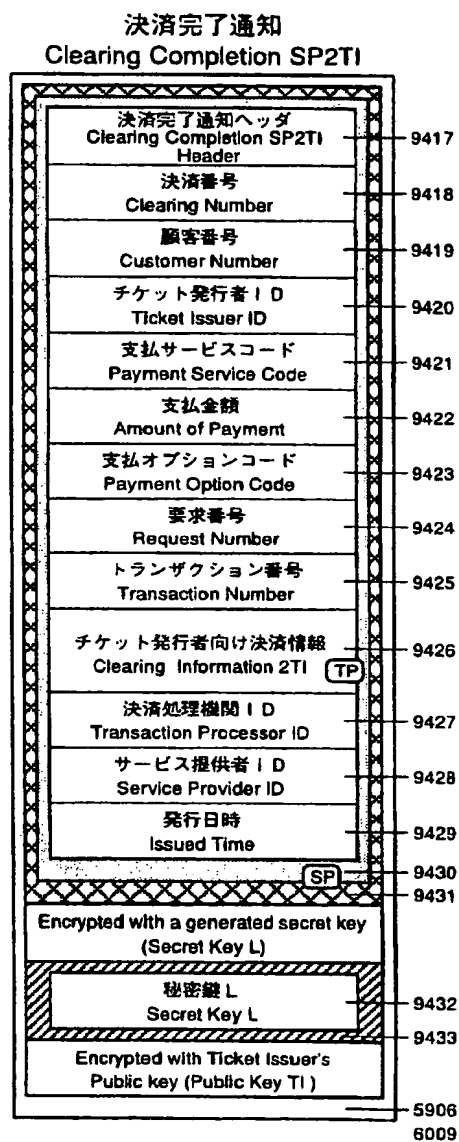 決済完了通知
Clearing Completion SP2TI
決済完了通知ヘッダ
Clearing Completion SP2TI
Header
9417
決済番号
Clearing Number
9418
顧客番号
Customer Number
9419
チケット発行者ID
Ticket Issuer ID
9420
支払サービスコード
Payment Service Code
9421
支払金額
Amount of Payment
9422
支払オプションコード
Payment Option Code
9423
要求番号
Request Number
9424
トランザクション番号
Transaction Number
9425
チケット発行者向け決済情報
Clearing Information 2TI
TP
9426
決済処理機関ID
Transaction Processor ID
9427
サービス提供者ID
Service Provider ID
9428
発行日時
Issued Time
9429
SP
9430
9431
Encrypted with a generated secret key
(Secret Key L)
秘密鍵L
Secret Key L
9432
9433
Encrypted with Ticket Issuer's
Public key (Public Key TI)
5906
6009